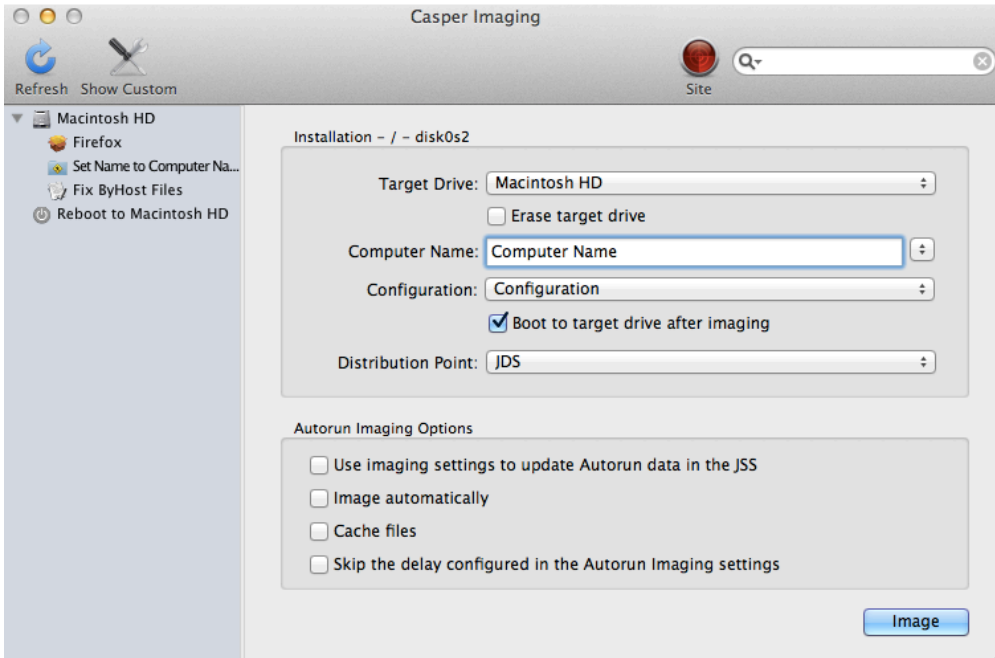 Casper Imaging
Refresh Show Custom
Site
Macintosh HD
Firefox
Set Name to Computer Na...
Fix ByHost Files
Reboot to Macintosh HD
Installation - / - disk0s2
Target Drive: Macintosh HD
Erase target drive
Computer Name: Computer Name
Configuration: Configuration
Boot to target drive after imaging
Distribution Point: JDS
Autorun Imaging Options
Use imaging settings to update Autorun data in the JSS
Image automatically
Cache files
Skip the delay configured in the Autorun Imaging settings
Image